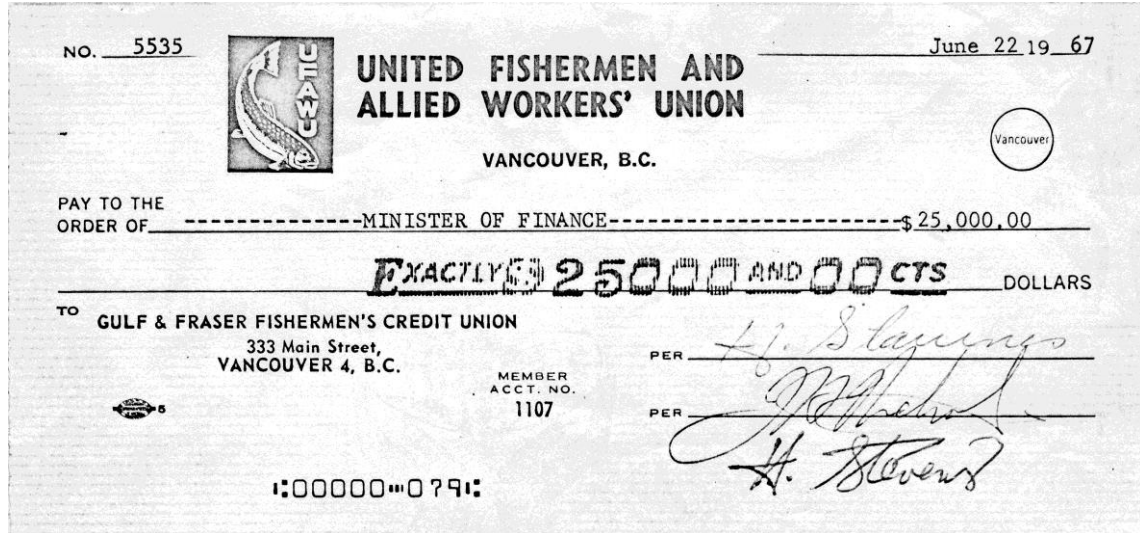 NO. 5535
UFAWU
June 22 19 67
UNITED FISHERMEN AND
ALLIED WORKERS' UNION
VANCOUVER, B.C.
Vancouver
PAY TO THE
ORDER OF --------------------MINISTER OF FINANCE--------------------------------$ 25,000.00
EXACTLY $ 25000 AND 00 CTS DOLLARS
TO GULF & FRASER FISHERMEN'S CREDIT UNION
333 Main Street,
VANCOUVER 4, B.C.
MEMBER
ACCT. NO.
1107
PER
PER
H. Stevens
5
⑆00000⑉079⑆